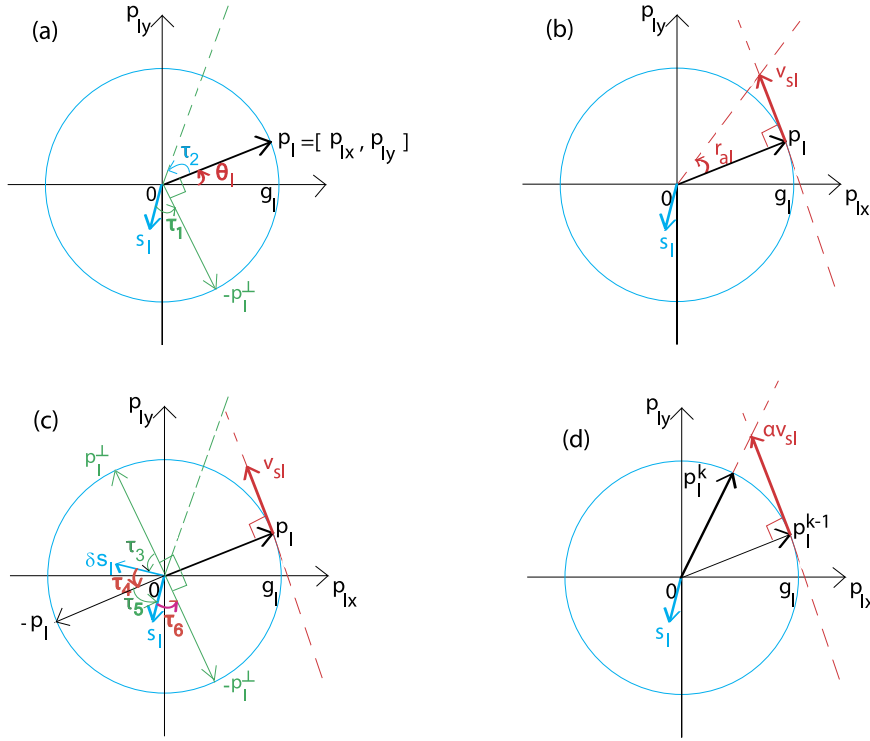 (a)
p_ly
τ_2
p_l =[ p_lx , p_ly ]
θ_l
0
g_l
s_l
τ_1
-p_l^⊥
(b)
p_ly
v_sl
p_l
r_al
0
g_l
p_lx
s_l
(c)
p_ly
p_l^⊥
v_sl
τ_3
p_l
δs_l
τ_4
0
g_l
p_lx
τ_5
-p_l
s_l
τ_6
-p_l^⊥
(d)
p_ly
αv_sl
p_l^k
p_l^k-1
0
g_l
p_lx
s_l